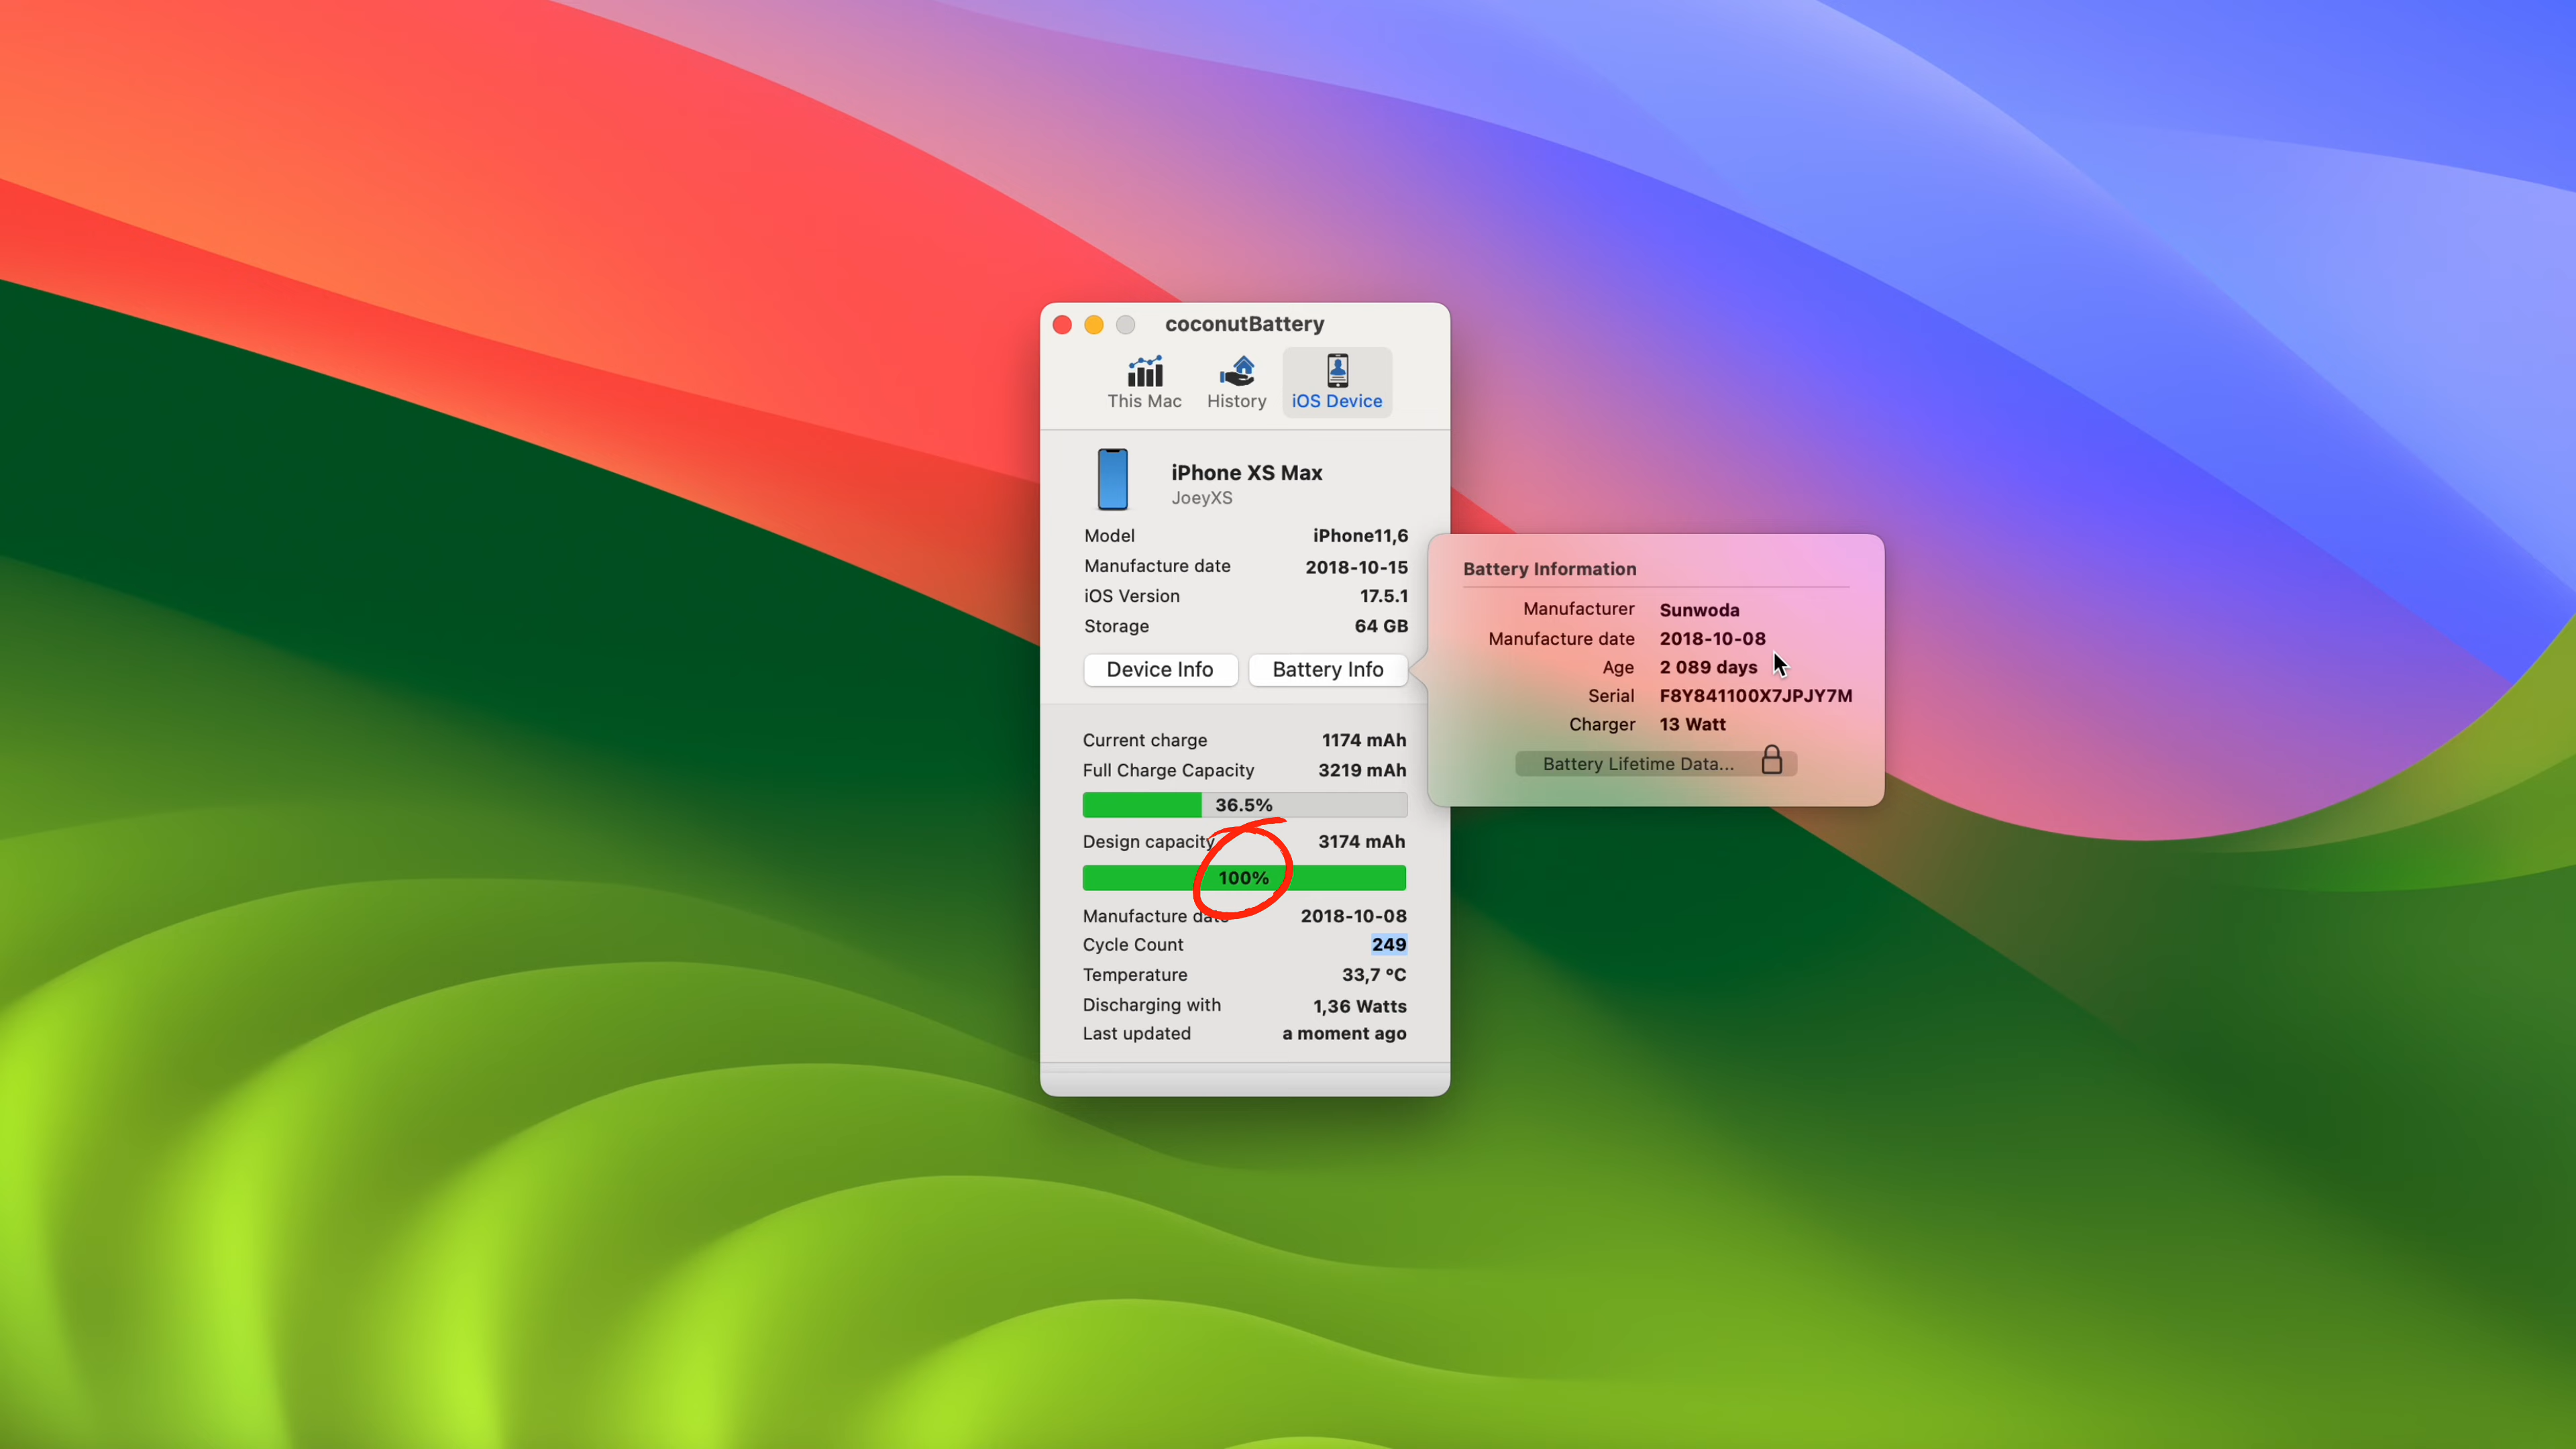 coconutBattery
This Mac
History
iOS Device
iPhone XS Max
JoeyXS
Model iPhone11,6
Manufacture date 2018-10-15
iOS Version 17.5.1
Storage 64 GB
Device Info Battery Info
Battery Information
Manufacturer Sunwoda
Manufacture date 2018-10-08
Age 2 089 days
Serial F8Y841100X7JPJY7M
Charger 13 Watt
Battery Lifetime Data...
Current charge 1174 mAh
Full Charge Capacity 3219 mAh
36.5%
Design capacity 3174 mAh
100%
Manufacture date 2018-10-08
Cycle Count 249
Temperature 33,7 °C
Discharging with 1,36 Watts
Last updated a moment ago